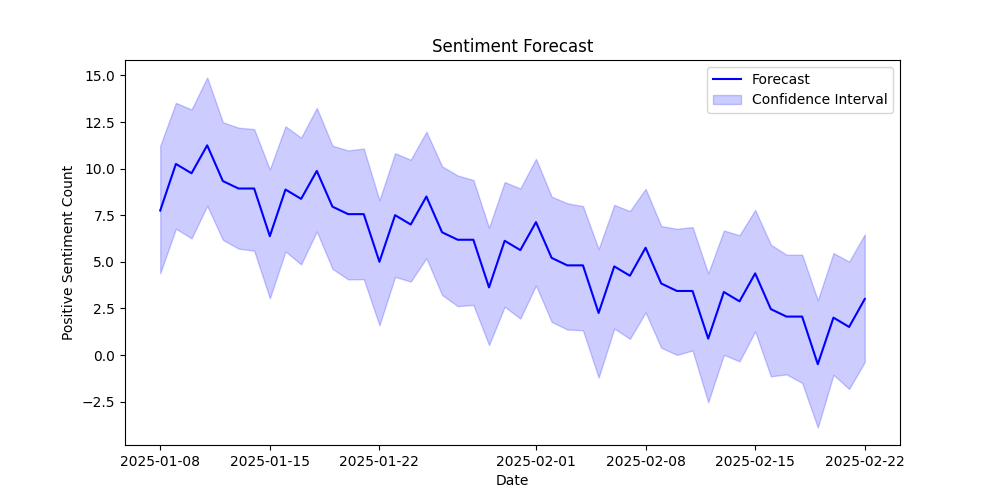 Sentiment Forecast
Forecast
Confidence Interval
Positive Sentiment Count
15.0
12.5
10.0
7.5
5.0
2.5
0.0
−2.5
2025-01-08 2025-01-15 2025-01-22 2025-02-01 2025-02-08 2025-02-15 2025-02-22
Date